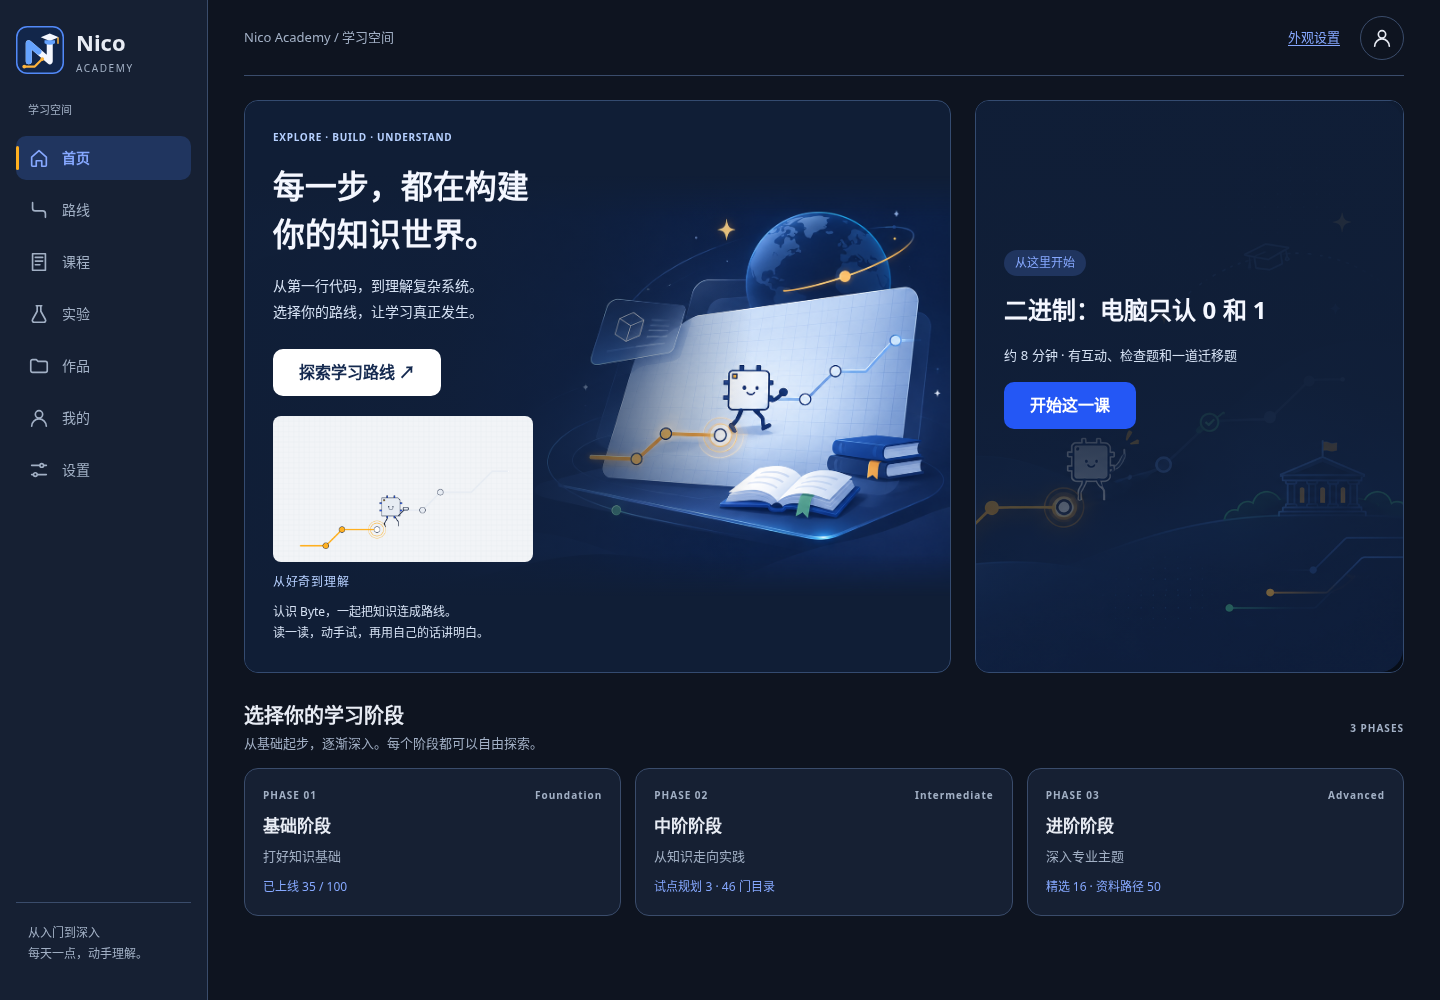 Nico
ACADEMY
学习空间
首页
路线
课程
实验
作品
我的
设置
从入门到深入
每天一点，动手理解。
Nico Academy / 学习空间
外观设置
EXPLORE · BUILD · UNDERSTAND
每一步，都在构建
你的知识世界。
从第一行代码，到理解复杂系统。
选择你的路线，让学习真正发生。
探索学习路线 ↗
从好奇到理解
认识 Byte，一起把知识连成路线。
读一读，动手试，再用自己的话讲明白。
从这里开始
二进制：电脑只认 0 和 1
约 8 分钟 · 有互动、检查题和一道迁移题
开始这一课
选择你的学习阶段
从基础起步，逐渐深入。每个阶段都可以自由探索。
3 PHASES
PHASE 01
Foundation
基础阶段
打好知识基础
已上线 35 / 100
PHASE 02
Intermediate
中阶阶段
从知识走向实践
试点规划 3 · 46 门目录
PHASE 03
Advanced
进阶阶段
深入专业主题
精选 16 · 资料路径 50